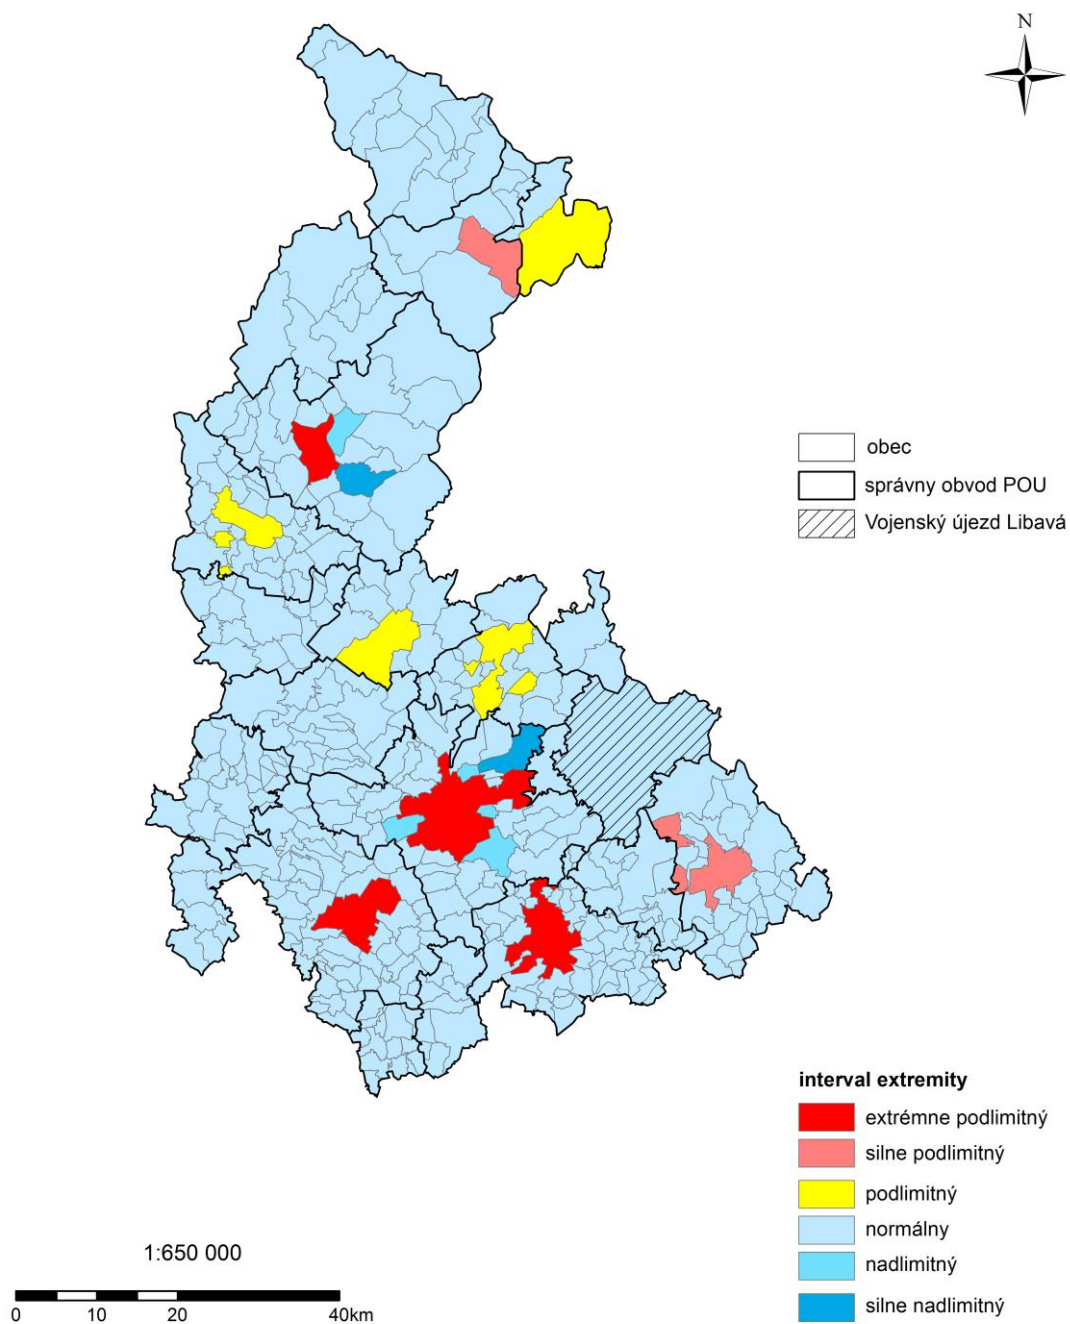 N
obec
správny obvod POU
Vojenský újezd Libavá
interval extremity
extrémne podlimitný
silne podlimitný
podlimitný
normálny
nadlimitný
silne nadlimitný
1:650 000
0 10 20 40km